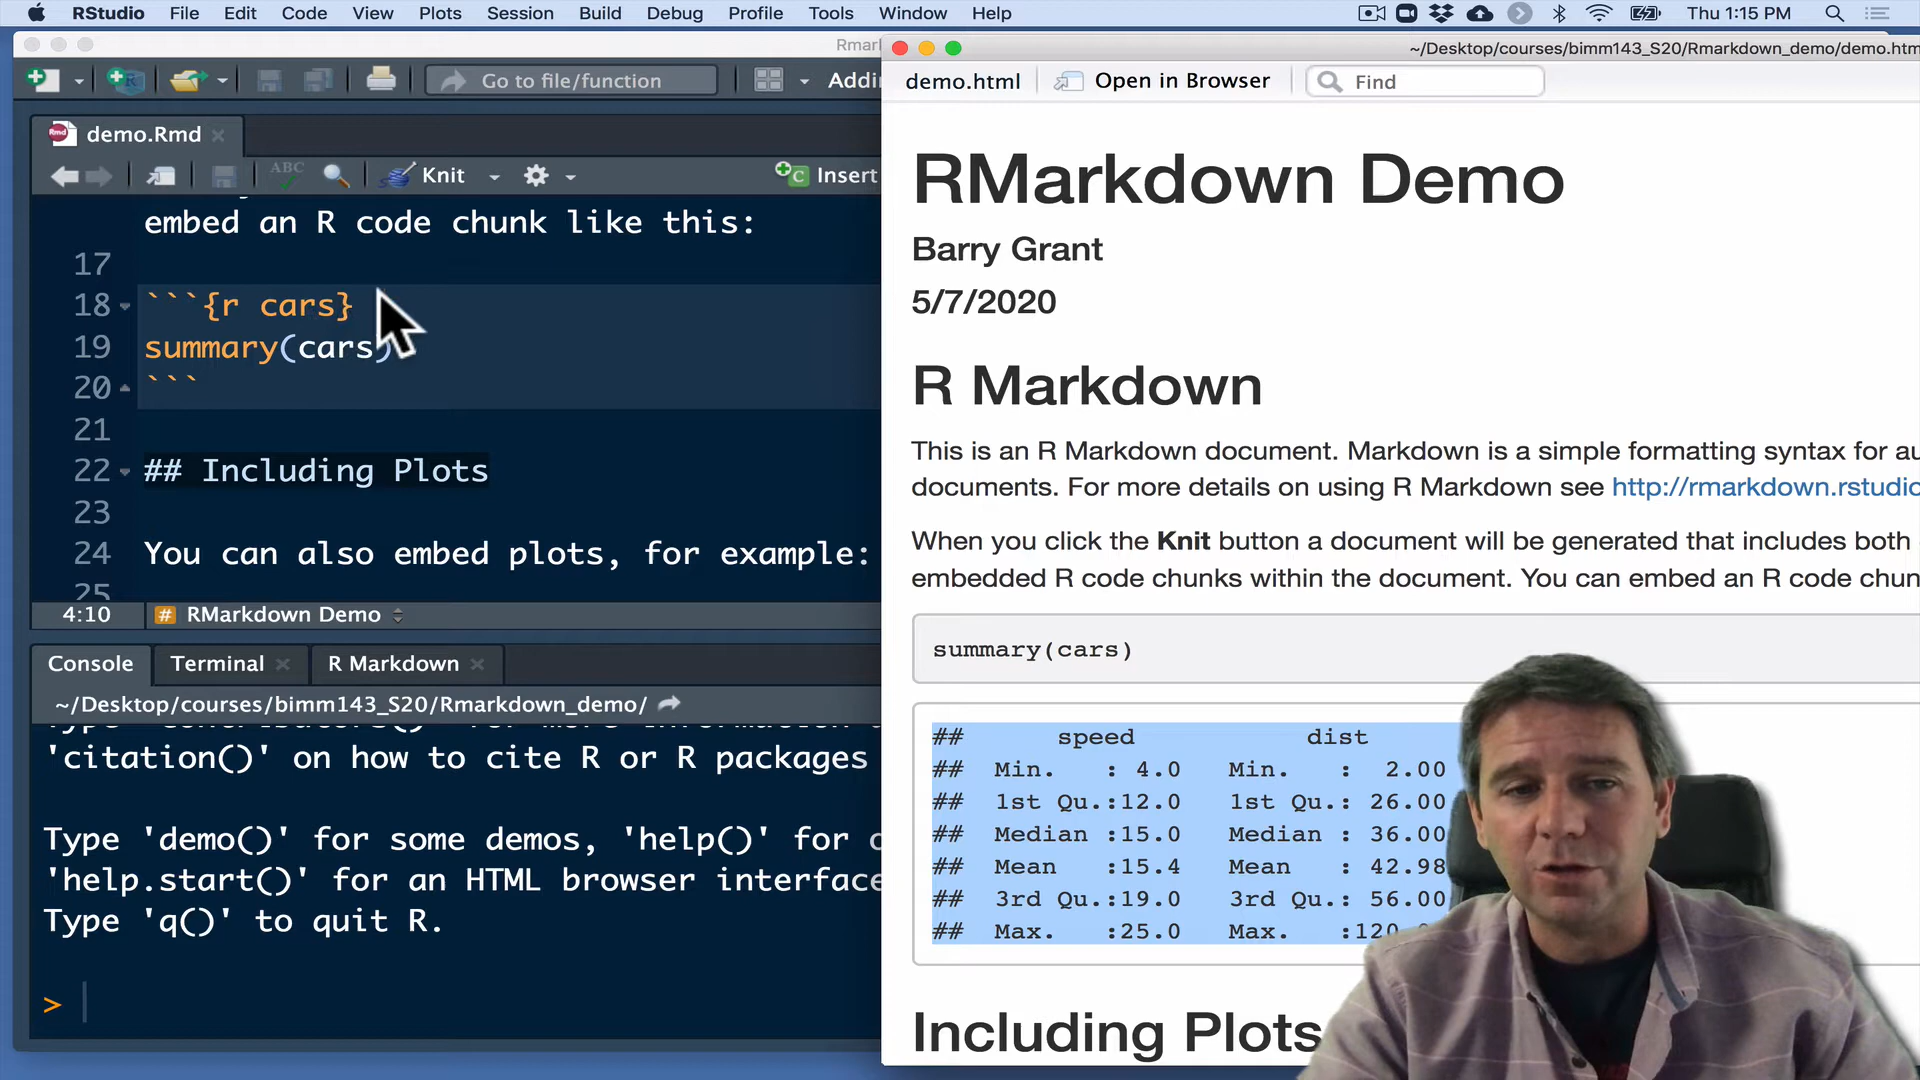 RStudio File Edit Code View Plots Session Build Debug Profile Tools Window Help Thu 1:15 PM
~/Desktop/courses/bimm143_S20/Rmarkdown_demo/demo.htm
Go to file/function
demo.html Open in Browser Find
demo.Rmd
ABC Knit Insert
embed an R code chunk like this:
17
18 ```{r cars}
19 summary(cars)
20 ```
21
22 ## Including Plots
23
24 You can also embed plots, for example:
25
4:10 # RMarkdown Demo
Console Terminal R Markdown
~/Desktop/courses/bimm143_S20/Rmarkdown_demo/
'citation()' on how to cite R or R packages
Type 'demo()' for some demos, 'help()' for
'help.start()' for an HTML browser interface
Type 'q()' to quit R.
>
RMarkdown Demo
Barry Grant
5/7/2020
R Markdown
This is an R Markdown document. Markdown is a simple formatting syntax for
documents. For more details on using R Markdown see http://rmarkdown.rstudio
When you click the Knit button a document will be generated that includes both
embedded R code chunks within the document. You can embed an R code chun
summary(cars)
## speed dist
## Min. : 4.0 Min. : 2.00
## 1st Qu.:12.0 1st Qu.: 26.00
## Median :15.0 Median : 36.00
## Mean :15.4 Mean : 42.98
## 3rd Qu.:19.0 3rd Qu.: 56.00
## Max. :25.0 Max. :120
Including Plots